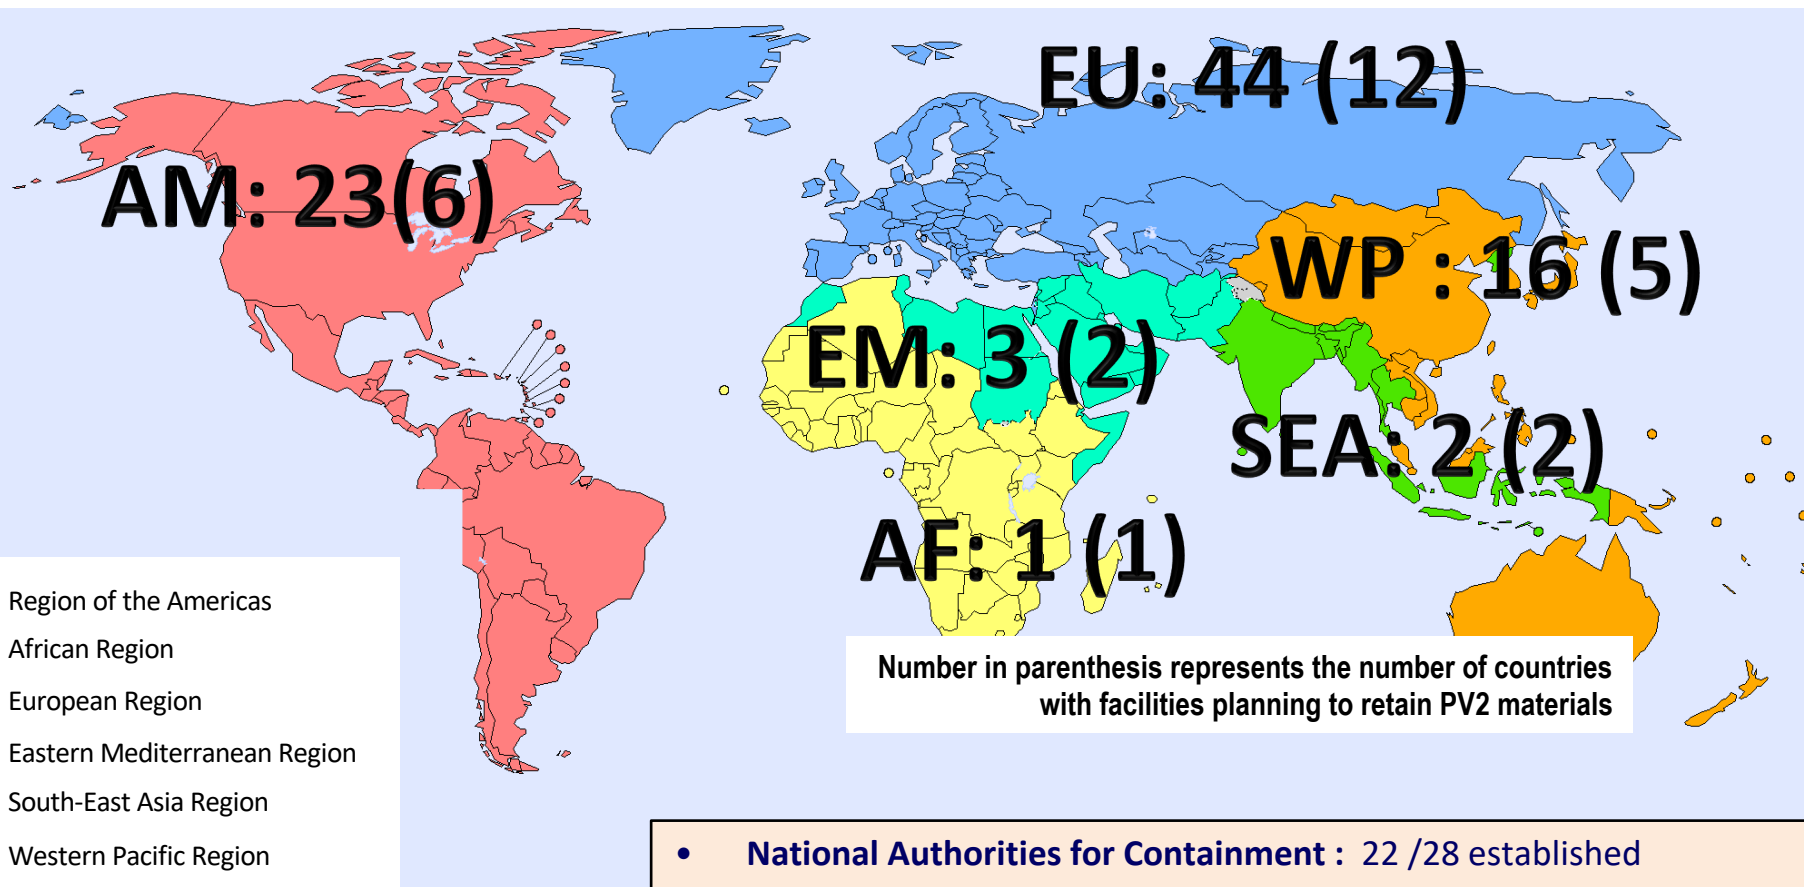 EU: 44 (12)
AM: 23(6)
WP : 16 (5)
EM: 3 (2)
SEA: 2 (2)
AF: 1 (1)
Region of the Americas
African Region
European Region
Eastern Mediterranean Region
South-East Asia Region
Western Pacific Region
Number in parenthesis represents the number of countries
with facilities planning to retain PV2 materials
• National Authorities for Containment : 22 /28 established